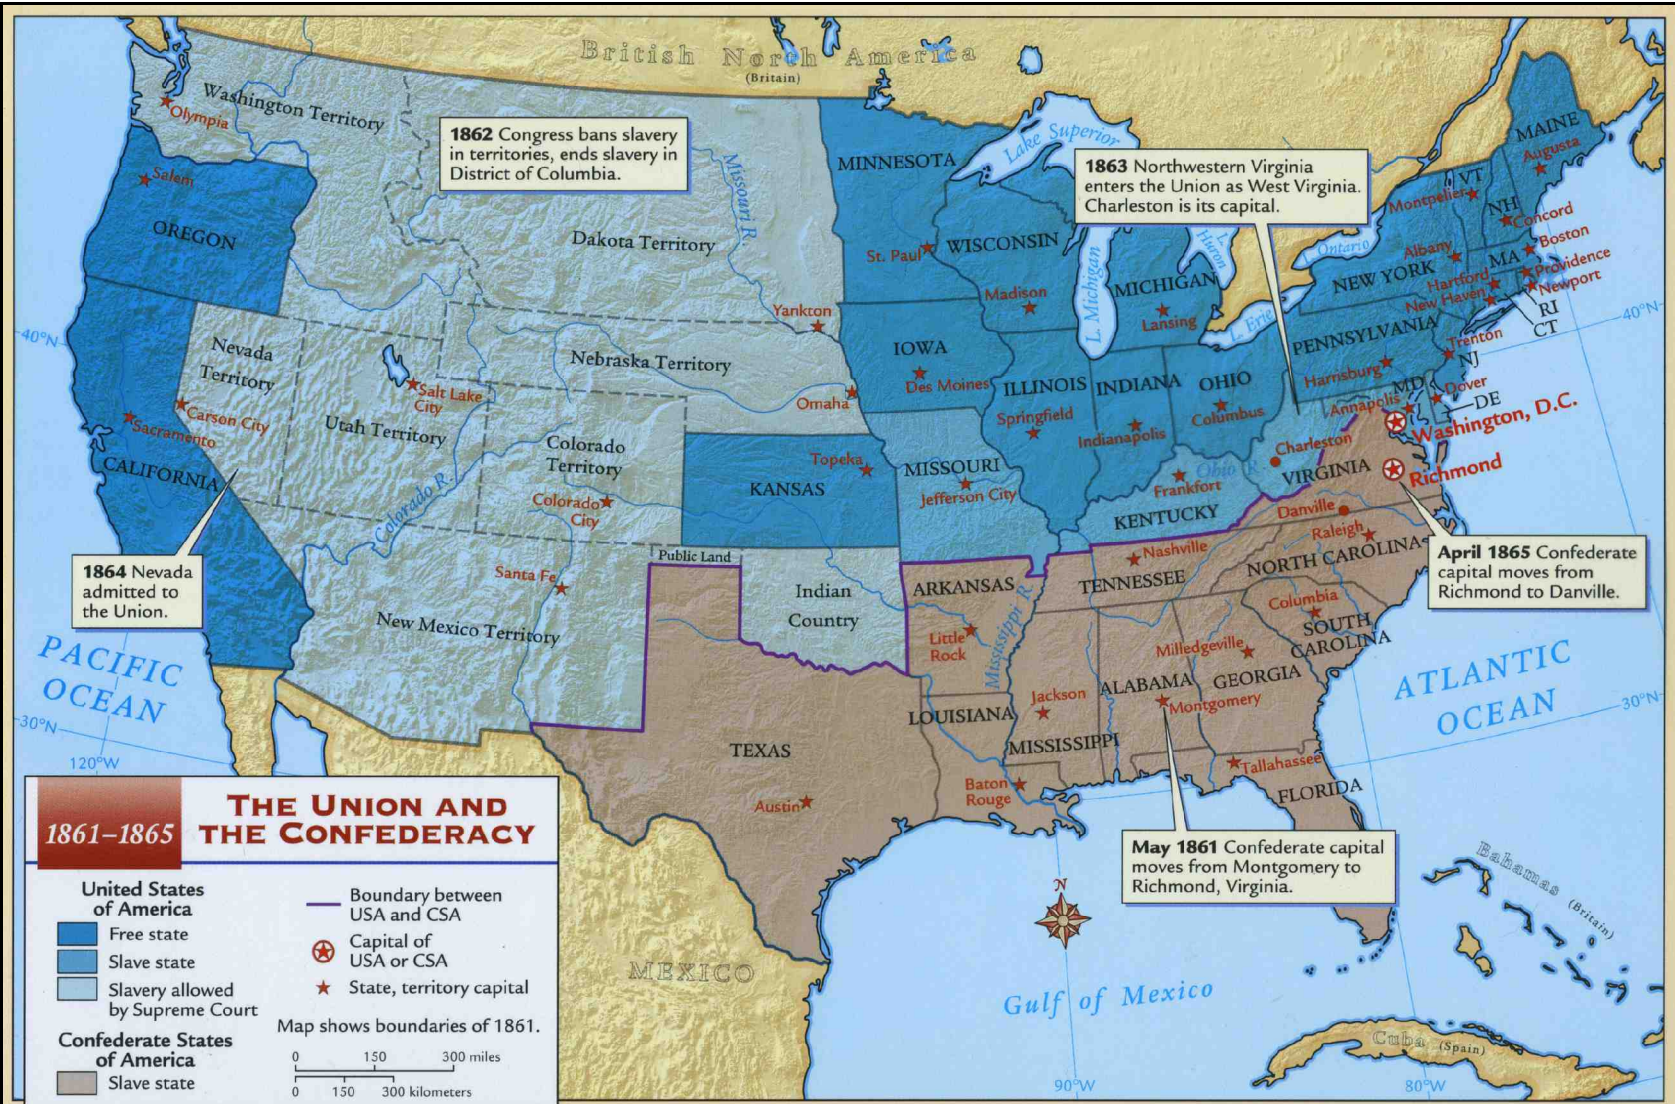 British North America
(Britain)
Washington Territory
Olympia
1862 Congress bans slavery
in territories, ends slavery in
District of Columbia.
Missouri R.
MINNESOTA
Lake Superior
1863 Northwestern Virginia
enters the Union as West Virginia.
Charleston is its capital.
MAINE
Augusta
VT
Montpelier
NH
Concord
Salem
OREGON
Dakota Territory
St. Paul
WISCONSIN
L. Michigan
L. Huron
MICHIGAN
L. Ontario
Albany
NEW YORK
MA
Boston
Providence
Hartford
Newport
New Haven
RI
CT
Madison
Lansing
L. Erie
Yankton
40°N
40°N
Nevada
Territory
Nebraska Territory
IOWA
Des Moines
PENNSYLVANIA
Trenton
NJ
Harrisburg
Salt Lake
City
Omaha
ILLINOIS
INDIANA
OHIO
MD
Dover
DE
Annapolis
Washington, D.C.
Carson City
Sacramento
Utah Territory
Colorado
Territory
Springfield
Indianapolis
Columbus
Charleston
CALIFORNIA
Colorado R.
Colorado
City
Topeka
KANSAS
MISSOURI
Jefferson City
Ohio R.
Frankfort
KENTUCKY
VIRGINIA
Richmond
Danville
Raleigh
1864 Nevada
admitted to
the Union.
Santa Fe
Public Land
Nashville
NORTH CAROLINA
April 1865 Confederate
capital moves from
Richmond to Danville.
New Mexico Territory
Indian
Country
ARKANSAS
Little
Rock
Mississippi R.
TENNESSEE
Columbia
SOUTH
CAROLINA
Milledgeville
PACIFIC
OCEAN
ATLANTIC
OCEAN
Jackson
ALABAMA
Montgomery
GEORGIA
30°N
30°N
LOUISIANA
MISSISSIPPI
TEXAS
120°W
Tallahassee
Baton
Rouge
FLORIDA
Austin
May 1861 Confederate capital
moves from Montgomery to
Richmond, Virginia.
Bahamas
(Britain)
N
MEXICO
Gulf of Mexico
Cuba (Spain)
90°W
80°W
1861–1865
THE UNION AND
THE CONFEDERACY
United States
of America
Free state
Slave state
Slavery allowed
by Supreme Court
Confederate States
of America
Slave state
Boundary between
USA and CSA
Capital of
USA or CSA
State, territory capital
Map shows boundaries of 1861.
0 150 300 miles
0 150 300 kilometers